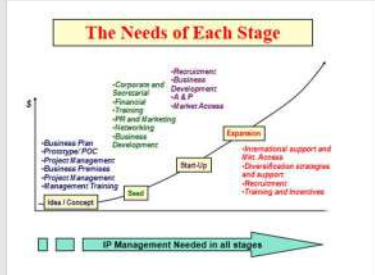 The Needs of Each Stage
$
•Business Plan
•Prototype/ POC
•Project Management
•Business Premises
•Project Management
•Management Training
Idea / Concept
•Corporate and
Secretarial
•Financial
•Training
•PR and Marketing
•Networking
•Business
Development
Seed
•Recruitment
•Business
Development
•A & P
•Market Access
Start-Up
Expansion
•International support and
Mkt. Access
•Diversification strategies
and support
•Recruitment
•Training and Incentives
IP Management Needed in all stages